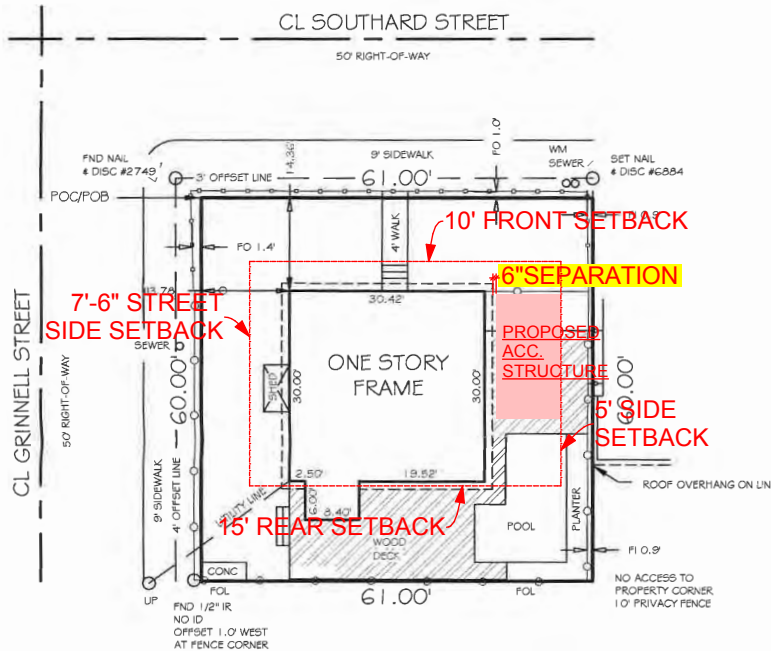 CL SOUTHARD STREET
50' RIGHT-OF-WAY
FND NAIL
& DISC #2749
3' OFFSET LINE
14.36'
9' SIDEWALK
61.00'
FO 1.0'
WM
SEWER
SET NAIL
& DISC #6884
POC/POB
FO 1.4'
4' WALK
10' FRONT SETBACK
6"SEPARATION
13.78
30.42'
7'-6" STREET
SIDE SETBACK
SEWER
PROPOSED
ACC.
STRUCTURE
ONE STORY
FRAME
SHED
30.00'
30.00'
60.00'
60.00'
CL GRINNELL STREET
50' RIGHT-OF-WAY
9' SIDEWALK
4' OFFSET LINE
5' SIDE
SETBACK
2.50'
19.52'
6.00'
8.40'
UTILITY LINE
15' REAR SETBACK
ROOF OVERHANG ON LIN
POOL
PLANTER
WOOD
DECK
FI 0.9'
CONC
FOL
61.00'
FOL
UP
NO ACCESS TO
PROPERTY CORNER
10' PRIVACY FENCE
FND 1/2" IR
NO ID
OFFSET 1.0' WEST
AT FENCE CORNER